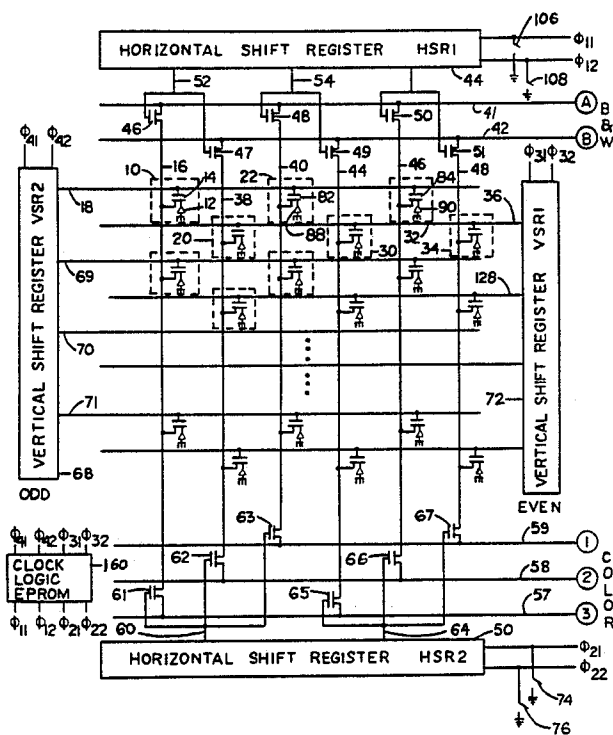 106
HORIZONTAL SHIFT REGISTER HSR1
Φ11
Φ12
52
54
44
108
A
B & W
46
48
50
41
B
Φ41 Φ42
47
49
51
42
Φ31 Φ32
10
16
14
22
40
46
84
48
18
12
38
82
44
90
36
20
88
32
34
30
69
128
70
71
72
VERTICAL SHIFT REGISTER VSR2
VERTICAL SHIFT REGISTER VSR1
68
ODD
EVEN
63
67
59
1
Φ41 Φ42 Φ31 Φ32
62
66
58
2
COLOR
CLOCK
LOGIC
EPROM
160
61
65
57
3
Φ11 Φ12 Φ21 Φ22
60
64
50
HORIZONTAL SHIFT REGISTER HSR2
Φ21
Φ22
74
76